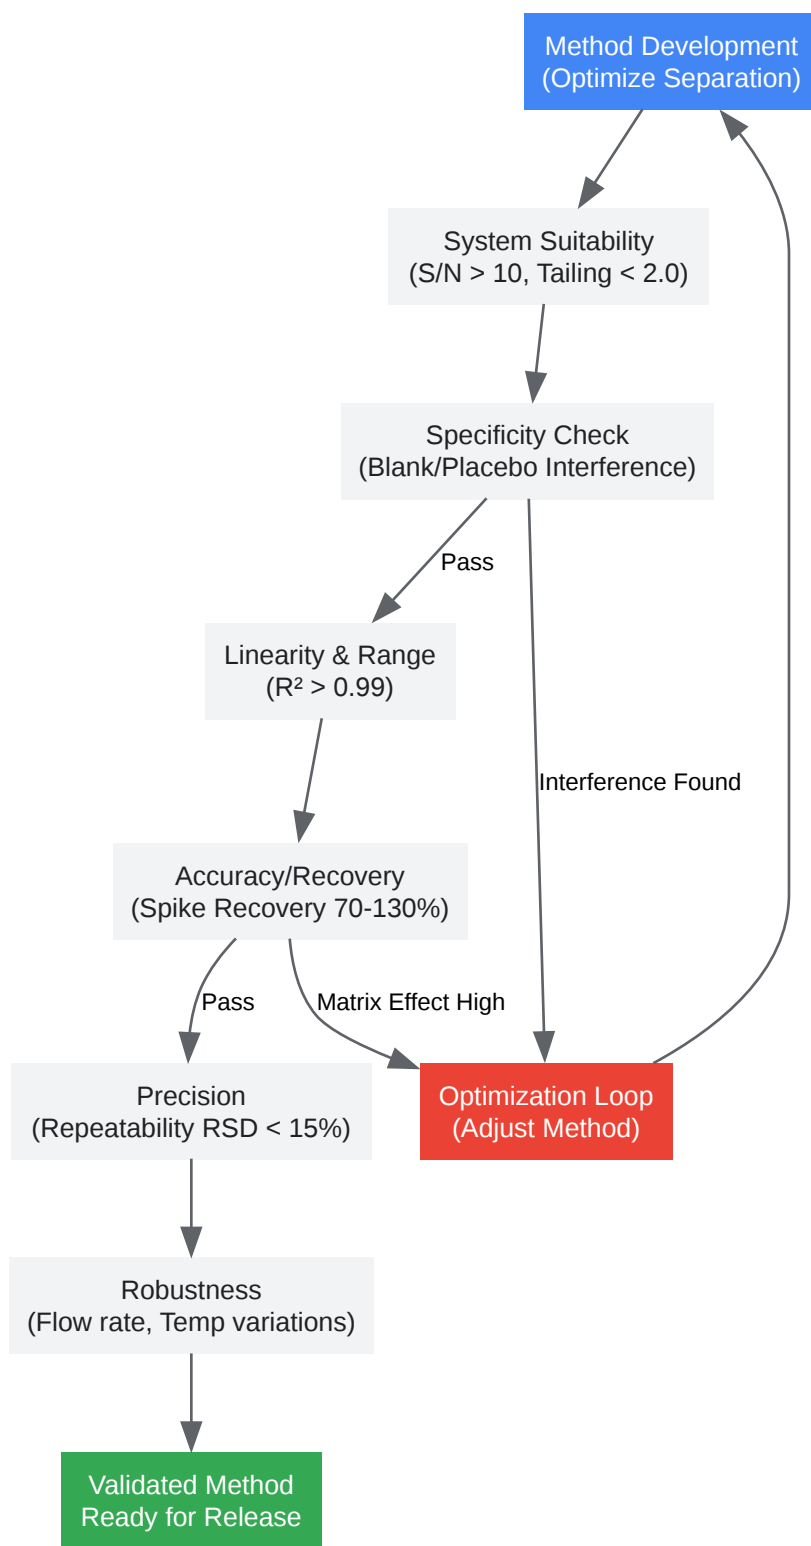 Method Development
(Optimize Separation)
System Suitability
(S/N > 10, Tailing < 2.0)
Specificity Check
(Blank/Placebo Interference)
Pass
Linearity & Range
(R² > 0.99)
Interference Found
Accuracy/Recovery
(Spike Recovery 70-130%)
Pass
Matrix Effect High
Precision
(Repeatability RSD < 15%)
Optimization Loop
(Adjust Method)
Robustness
(Flow rate, Temp variations)
Validated Method
Ready for Release